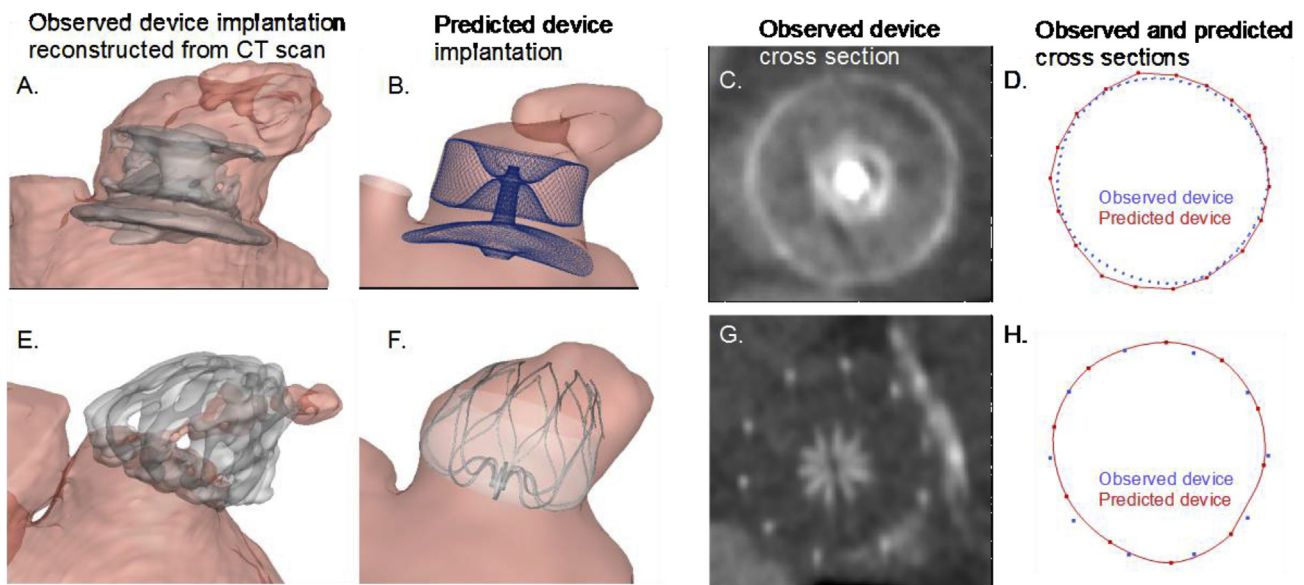 Observed device implantation
reconstructed from CT scan
Predicted device
implantation
Observed device
cross section
Observed and predicted
cross sections
A.
B.
C.
D.
Observed device
Predicted device
E.
F.
G.
H.
Observed device
Predicted device